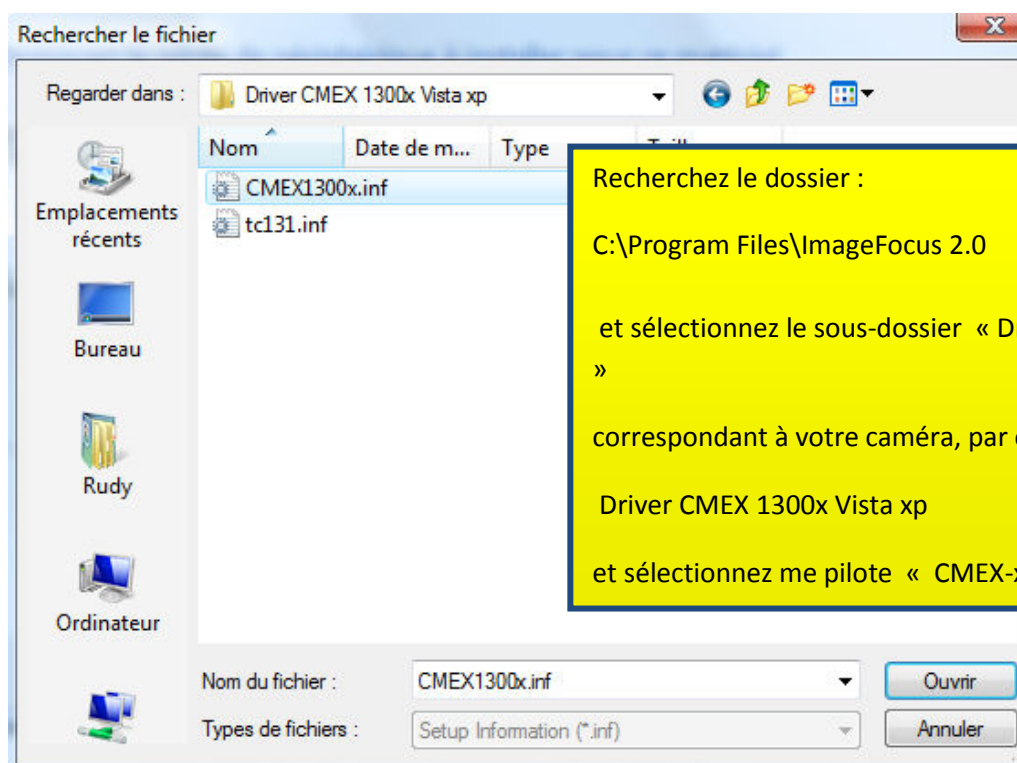 Rechercher le fichier
Regarder dans :
Driver CMEX 1300x Vista xp
Nom
Date de m...
Type
CMEX1300x.inf
tc131.inf
Emplacements
récents
Bureau
Rudy
Ordinateur
Recherchez le dossier :
C:\Program Files\ImageFocus 2.0
et sélectionnez le sous-dossier « D
»
correspondant à votre caméra, par
Driver CMEX 1300x Vista xp
et sélectionnez me pilote « CMEX-
Nom du fichier :
CMEX1300x.inf
Ouvrir
Types de fichiers :
Setup Information (*.inf)
Annuler